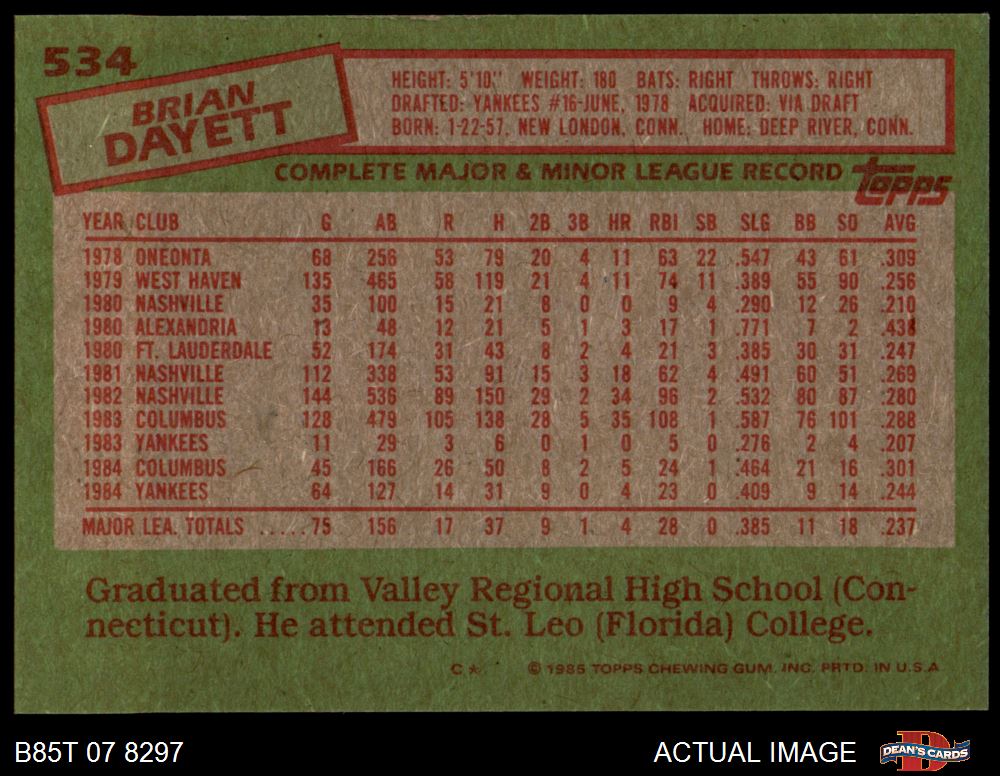 534
BRIAN
DAYETT
HEIGHT: 5'10" WEIGHT: 180 BATS: RIGHT THROWS: RIGHT
DRAFTED: YANKEES #16-JUNE, 1978 ACQUIRED: VIA DRAFT
BORN: 1-22-57, NEW LONDON, CONN. HOME: DEEP RIVER, CONN.
COMPLETE MAJOR & MINOR LEAGUE RECORD topps
YEAR CLUB G AB R H 2B 3B HR RBI SB SLG BB SO AVG
1978 ONEONTA 68 256 53 79 20 4 11 63 22 .547 43 61 .309
1979 WEST HAVEN 135 465 58 119 21 4 11 74 11 .389 55 90 .256
1980 NASHVILLE 35 100 15 21 8 0 0 9 4 .290 12 26 .210
1980 ALEXANDRIA 13 48 12 21 5 1 3 17 1 .771 7 2 .438
1980 FT. LAUDERDALE 52 174 31 43 8 2 4 21 3 .385 30 31 .247
1981 NASHVILLE 112 338 53 91 15 3 18 62 4 .491 60 51 .269
1982 NASHVILLE 144 536 89 150 29 2 34 96 2 .532 80 87 .280
1983 COLUMBUS 128 479 105 138 28 5 35 108 1 .587 76 101 .288
1983 YANKEES 11 29 3 6 0 1 0 5 0 .276 2 4 .207
1984 COLUMBUS 45 166 26 50 8 2 5 24 1 .464 21 16 .301
1984 YANKEES 64 127 14 31 9 0 4 23 0 .409 9 14 .244
MAJOR LEA. TOTALS .....75 156 17 37 9 1 4 28 0 .385 11 18 .237
Graduated from Valley Regional High School (Con-
necticut). He attended St. Leo (Florida) College.
C * © 1985 TOPPS CHEWING GUM, INC. PRTD. IN U.S.A.
B85T 07 8297 ACTUAL IMAGE DEAN'S CARDS